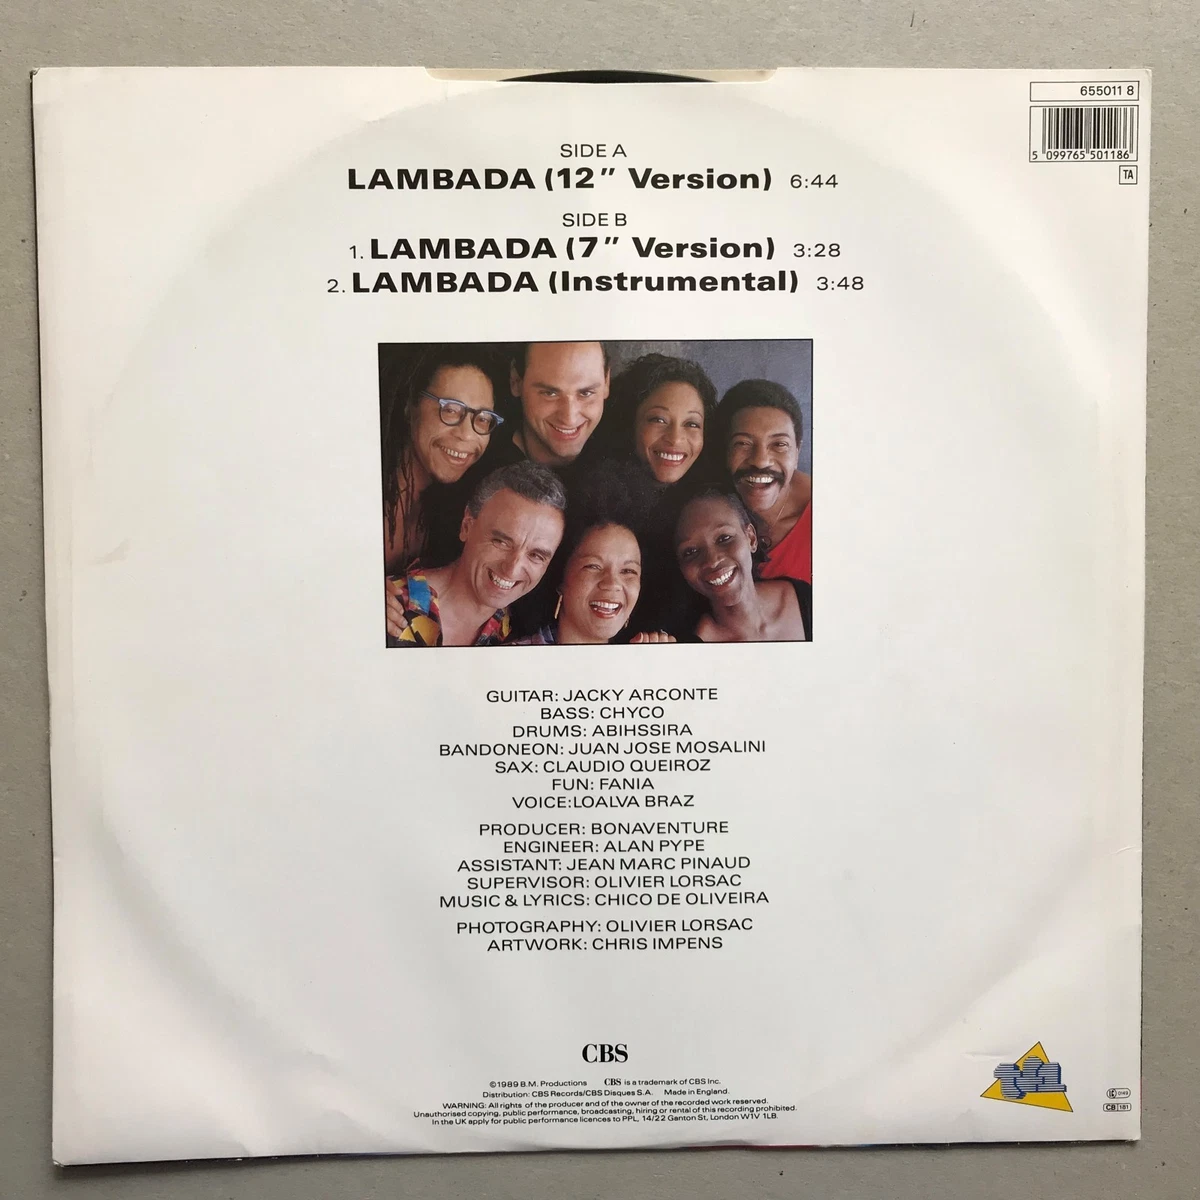 655011 8
5 099765 501186
TA
SIDE A
LAMBADA (12" Version) 6:44
SIDE B
1. LAMBADA (7" Version) 3:28
2. LAMBADA (Instrumental) 3:48
GUITAR: JACKY ARCONTE
BASS: CHYCO
DRUMS: ABIHSSIRA
BANDONEON: JUAN JOSE MOSALINI
SAX: CLAUDIO QUEIROZ
FUN: FANIA
VOICE:LOALVA BRAZ
PRODUCER: BONAVENTURE
ENGINEER: ALAN PYPE
ASSISTANT: JEAN MARC PINAUD
SUPERVISOR: OLIVIER LORSAC
MUSIC & LYRICS: CHICO DE OLIVEIRA
PHOTOGRAPHY: OLIVIER LORSAC
ARTWORK: CHRIS IMPENS
CBS
©1989 B.M. Productions CBS is a trademark of CBS Inc.
Distribution: CBS Records/CBS Disques S.A. Made in England.
WARNING: All rights of the producer and of the owner of the recorded work reserved.
Unauthorised copying, public performance, broadcasting, hiring or rental of this recording prohibited.
In the UK apply for public performance licences to PPL, 14/22 Ganton St, London W1V 1LB.
TF1
LC 0149
CB 181